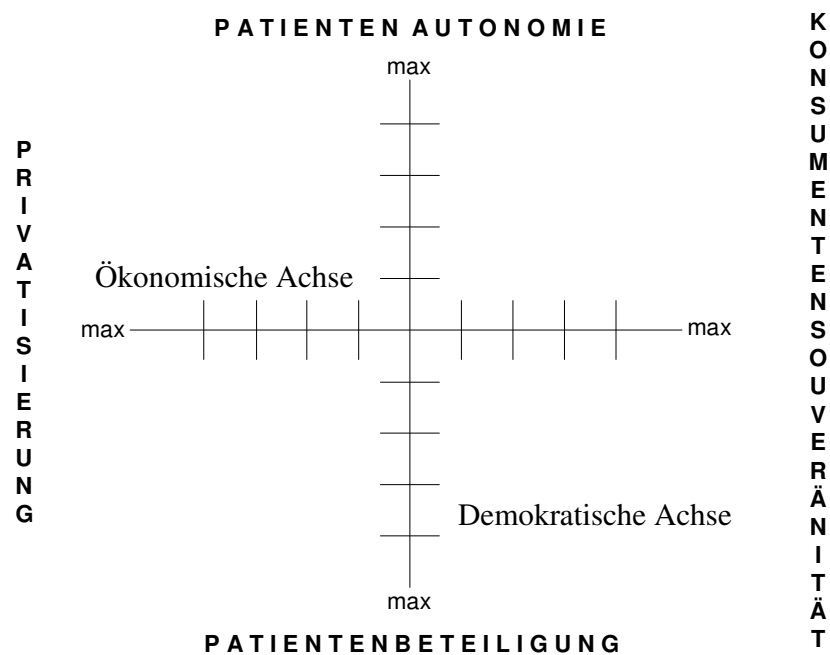 PATIENTEN AUTONOMIE
max
PRIVATISIERUNG
Ökonomische Achse
max
max
KONSUMENTENSOUVERÄNITÄT
Demokratische Achse
max
PATIENTENBETEILIGUNG